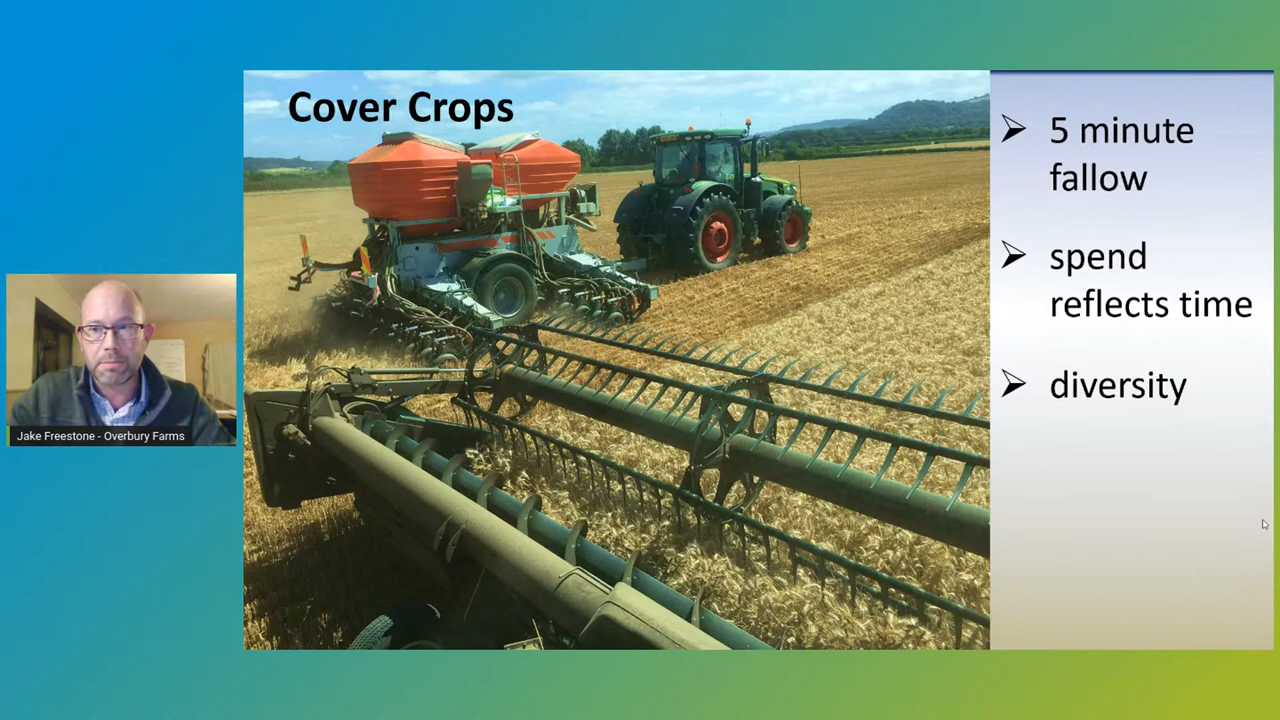 Cover Crops
5 minute
fallow
spend
reflects time
diversity
Jake Freestone - Overbury Farms